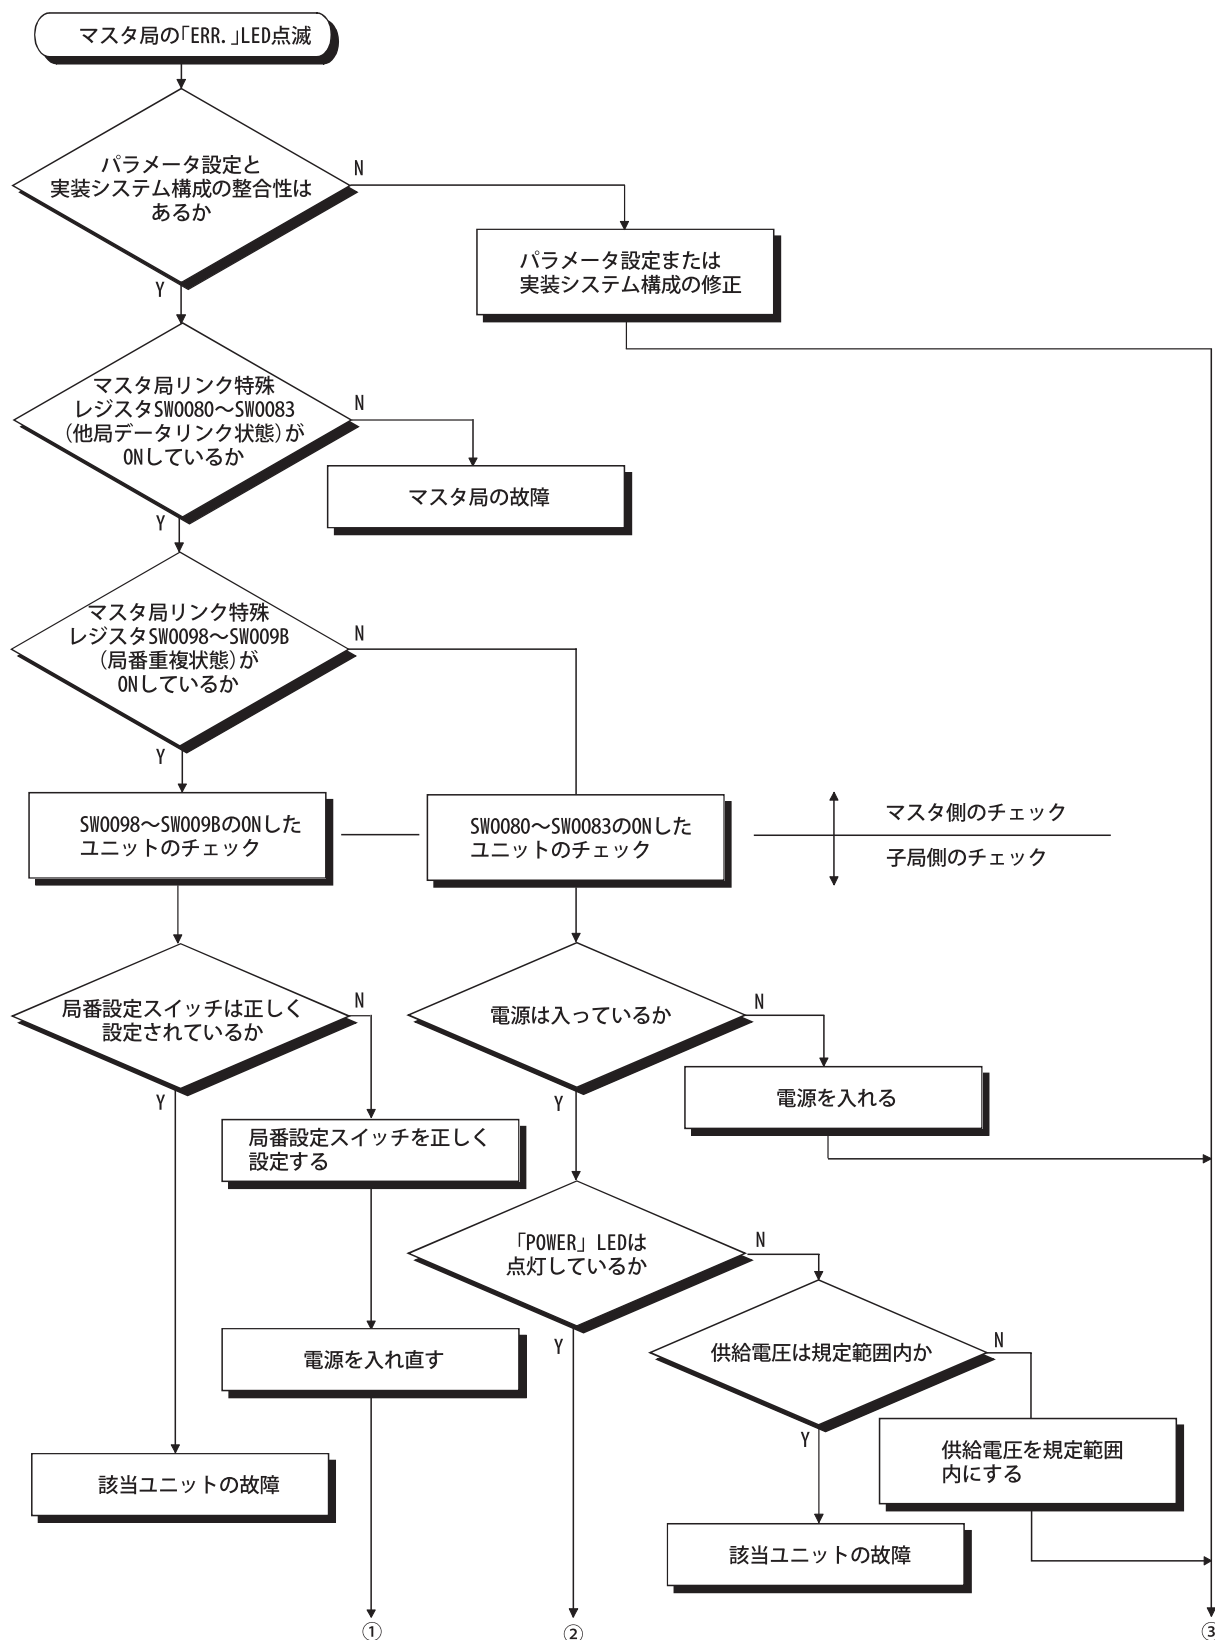 マスタ局の「ERR.」LED点滅
パラメータ設定と
実装システム構成の整合性は
あるか
N
Y
パラメータ設定または
実装システム構成の修正
マスタ局リンク特殊
レジスタSW0080～SW0083
(他局データリンク状態)が
ONしているか
N
Y
マスタ局の故障
マスタ局リンク特殊
レジスタSW0098～SW009B
(局番重複状態)が
ONしているか
N
Y
SW0098～SW009BのONした
ユニットのチェック
SW0080～SW0083のONした
ユニットのチェック
マスタ側のチェック
子局側のチェック
局番設定スイッチは正しく
設定されているか
N
Y
電源は入っているか
N
Y
電源を入れる
局番設定スイッチを正しく
設定する
「POWER」LEDは
点灯しているか
N
Y
電源を入れ直す
供給電圧は規定範囲内か
N
Y
供給電圧を規定範囲
内にする
該当ユニットの故障
該当ユニットの故障
①
②
③